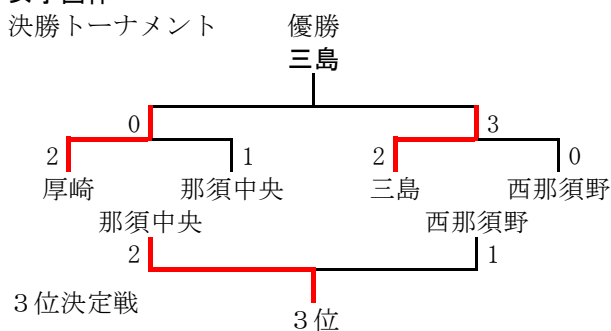 決勝トーナメント 優勝
三島
0 3
2 1 2 0
厚崎 那須中央 三島 西那須野
那須中央 西那須野
2 1
３位決定戦
３位